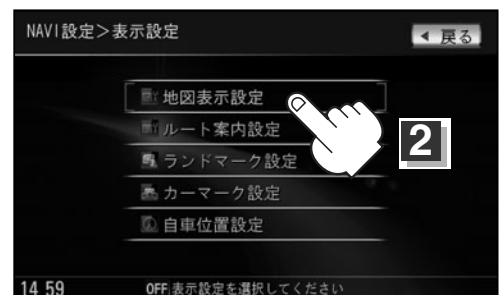 NAVI設定＞表示設定
◀ 戻る
地図表示設定
ルート案内設定
2
ランドマーク設定
カーマーク設定
自車位置設定
14 59
OFF 表示設定を選択してください